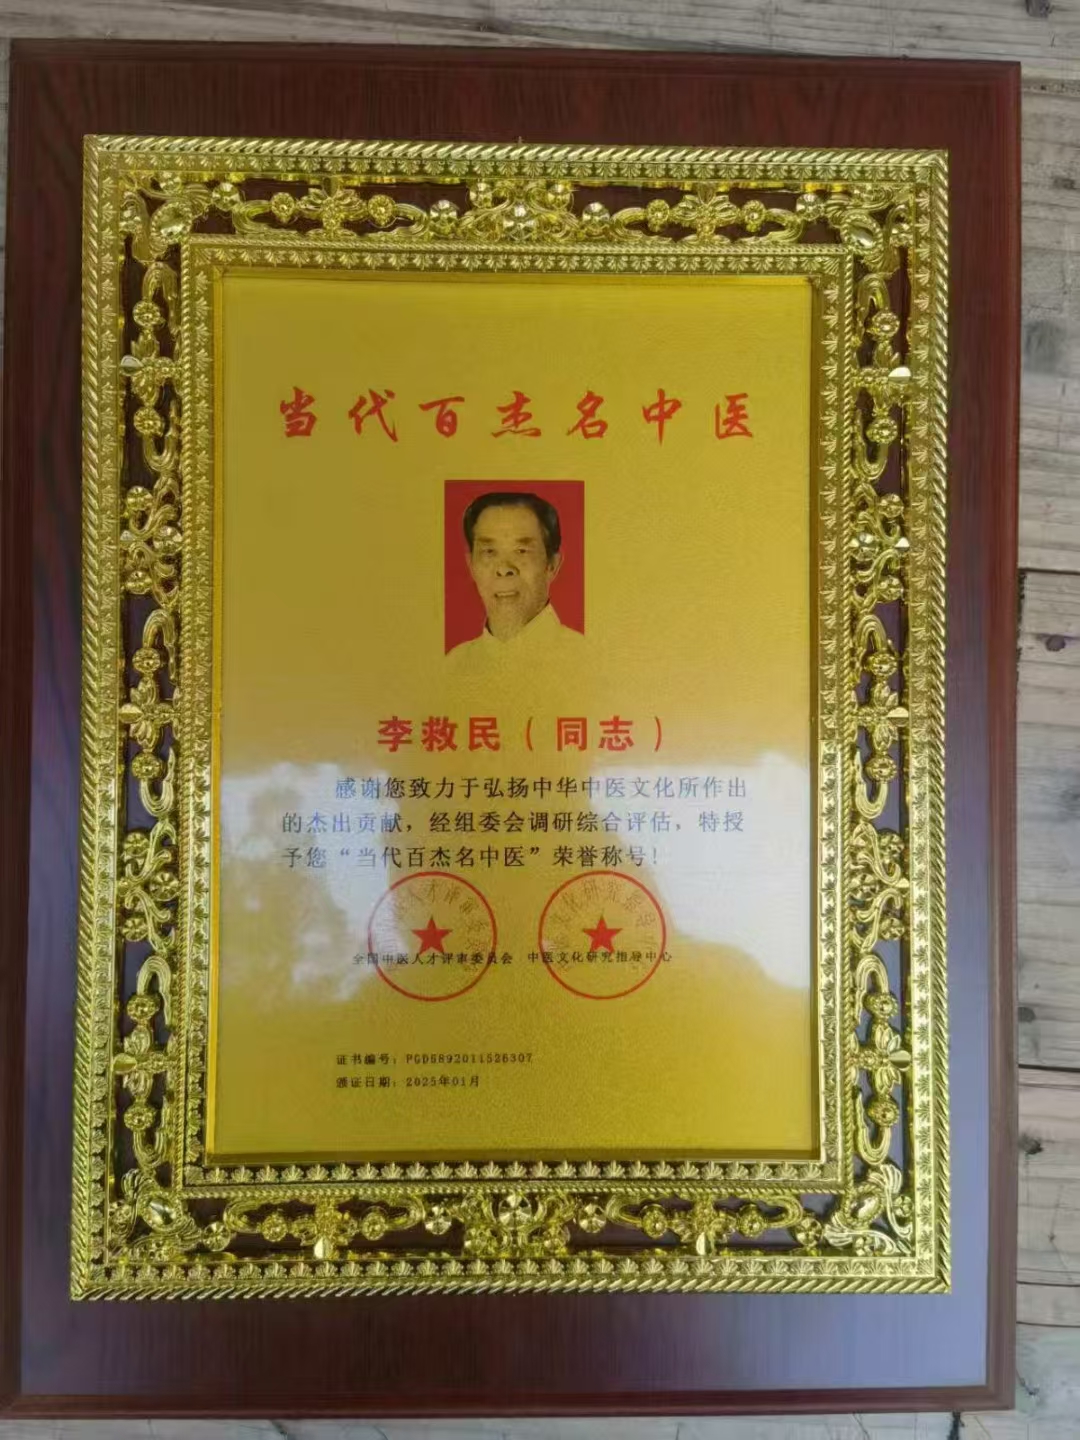 当代百杰名中医
李救民（同志）
感谢您致力于弘扬中华中医文化所作出
的杰出贡献，经组委会调研综合评估，特授
予您“当代百杰名中医”荣誉称号！
全国中医人才评审委员会 中医文化研究指导中心
证书编号：PGD6892011526307
颁证日期：2025年01月